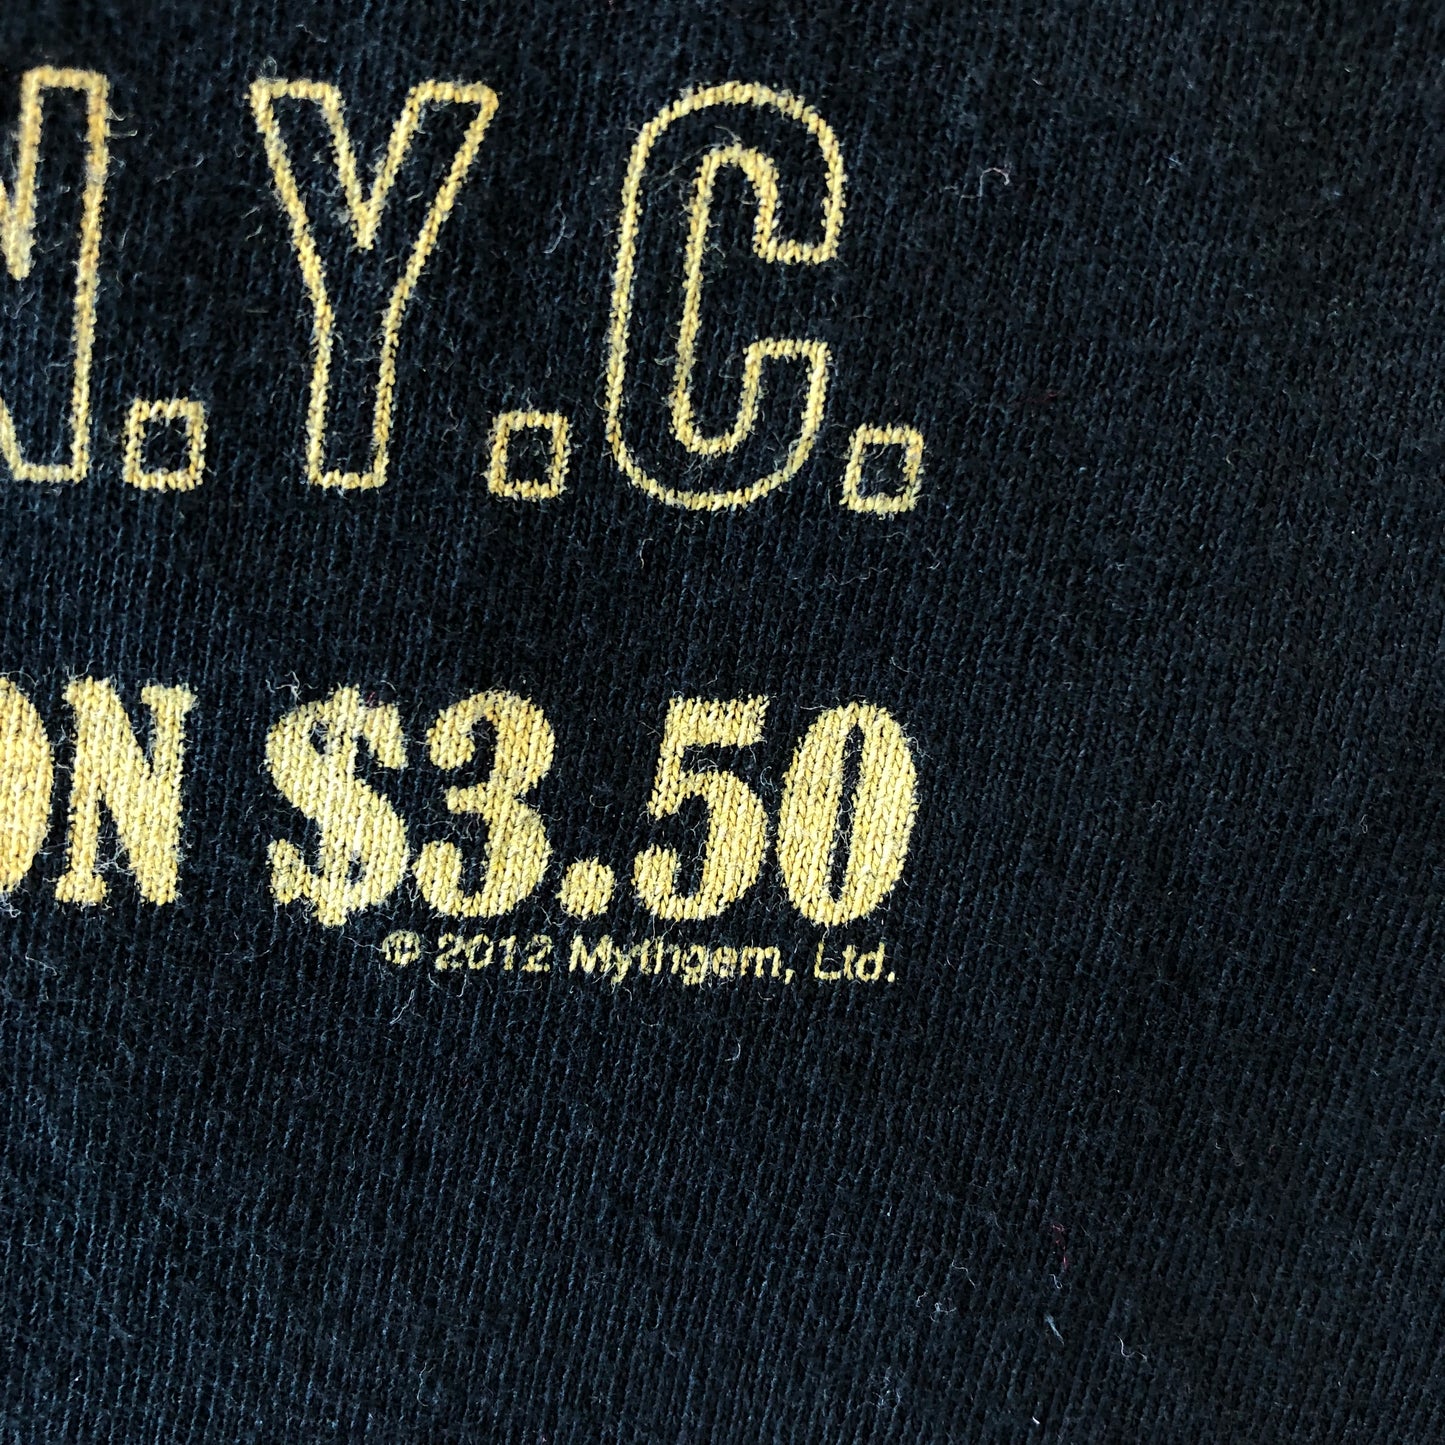 N.Y.C.
ON $3.50
© 2012 Mythgem, Ltd.